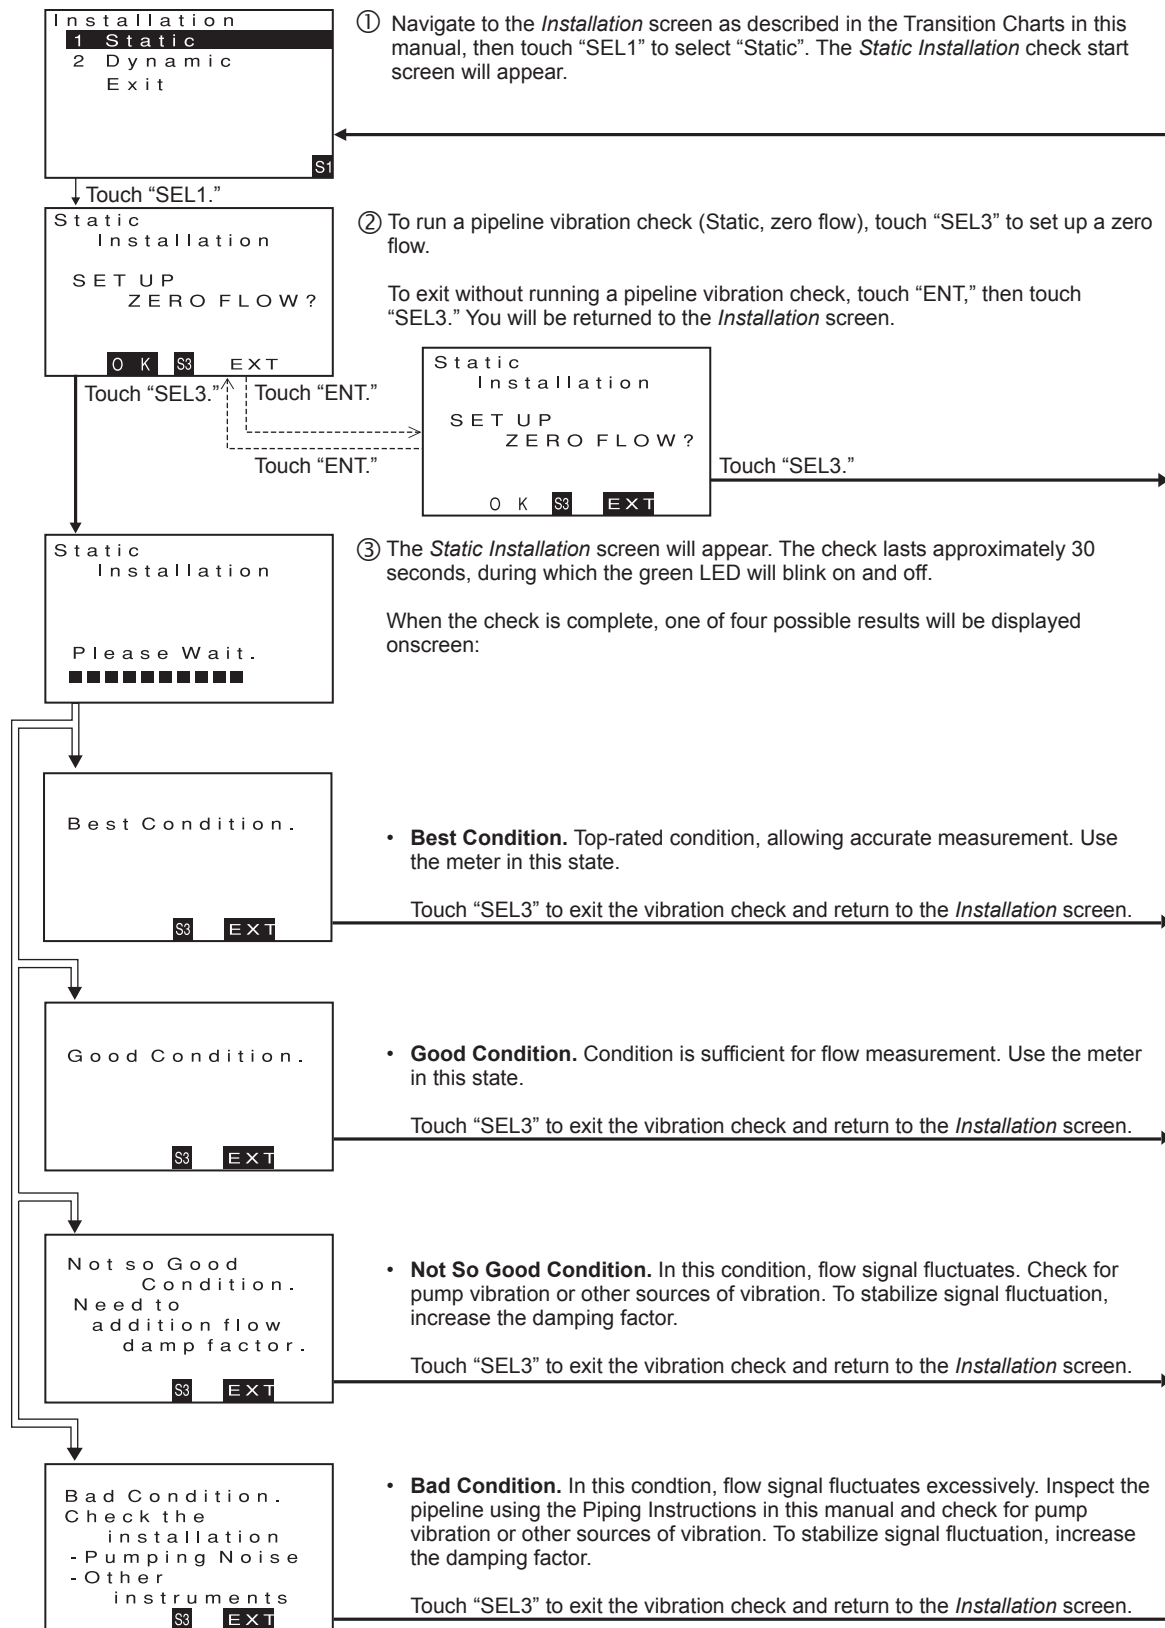 Installation
1 Static
2 Dynamic
Exit
S1
① Navigate to the Installation screen as described in the Transition Charts in this
manual, then touch “SEL1” to select “Static”. The Static Installation check start
screen will appear.
Touch “SEL1.”
Static
Installation
SET UP
ZERO FLOW?
OK S3 EXT
② To run a pipeline vibration check (Static, zero flow), touch “SEL3” to set up a zero
flow.
To exit without running a pipeline vibration check, touch “ENT,” then touch
“SEL3.” You will be returned to the Installation screen.
Touch “SEL3.”
Touch “ENT.”
Touch “ENT.”
Static
Installation
SET UP
ZERO FLOW?
OK S3 EXT
Touch “SEL3.”
Static
Installation
Please Wait.
③ The Static Installation screen will appear. The check lasts approximately 30
seconds, during which the green LED will blink on and off.
When the check is complete, one of four possible results will be displayed
onscreen:
Best Condition.
S3 EXT
• Best Condition. Top-rated condition, allowing accurate measurement. Use
the meter in this state.
Touch “SEL3” to exit the vibration check and return to the Installation screen.
Good Condition.
S3 EXT
• Good Condition. Condition is sufficient for flow measurement. Use the meter
in this state.
Touch “SEL3” to exit the vibration check and return to the Installation screen.
Not so Good
Condition.
Need to
addition flow
damp factor.
S3 EXT
• Not So Good Condition. In this condition, flow signal fluctuates. Check for
pump vibration or other sources of vibration. To stabilize signal fluctuation,
increase the damping factor.
Touch “SEL3” to exit the vibration check and return to the Installation screen.
Bad Condition.
Check the
installation
-Pumping Noise
-Other
instruments
S3 EXT
• Bad Condition. In this condtion, flow signal fluctuates excessively. Inspect the
pipeline using the Piping Instructions in this manual and check for pump
vibration or other sources of vibration. To stabilize signal fluctuation, increase
the damping factor.
Touch “SEL3” to exit the vibration check and return to the Installation screen.